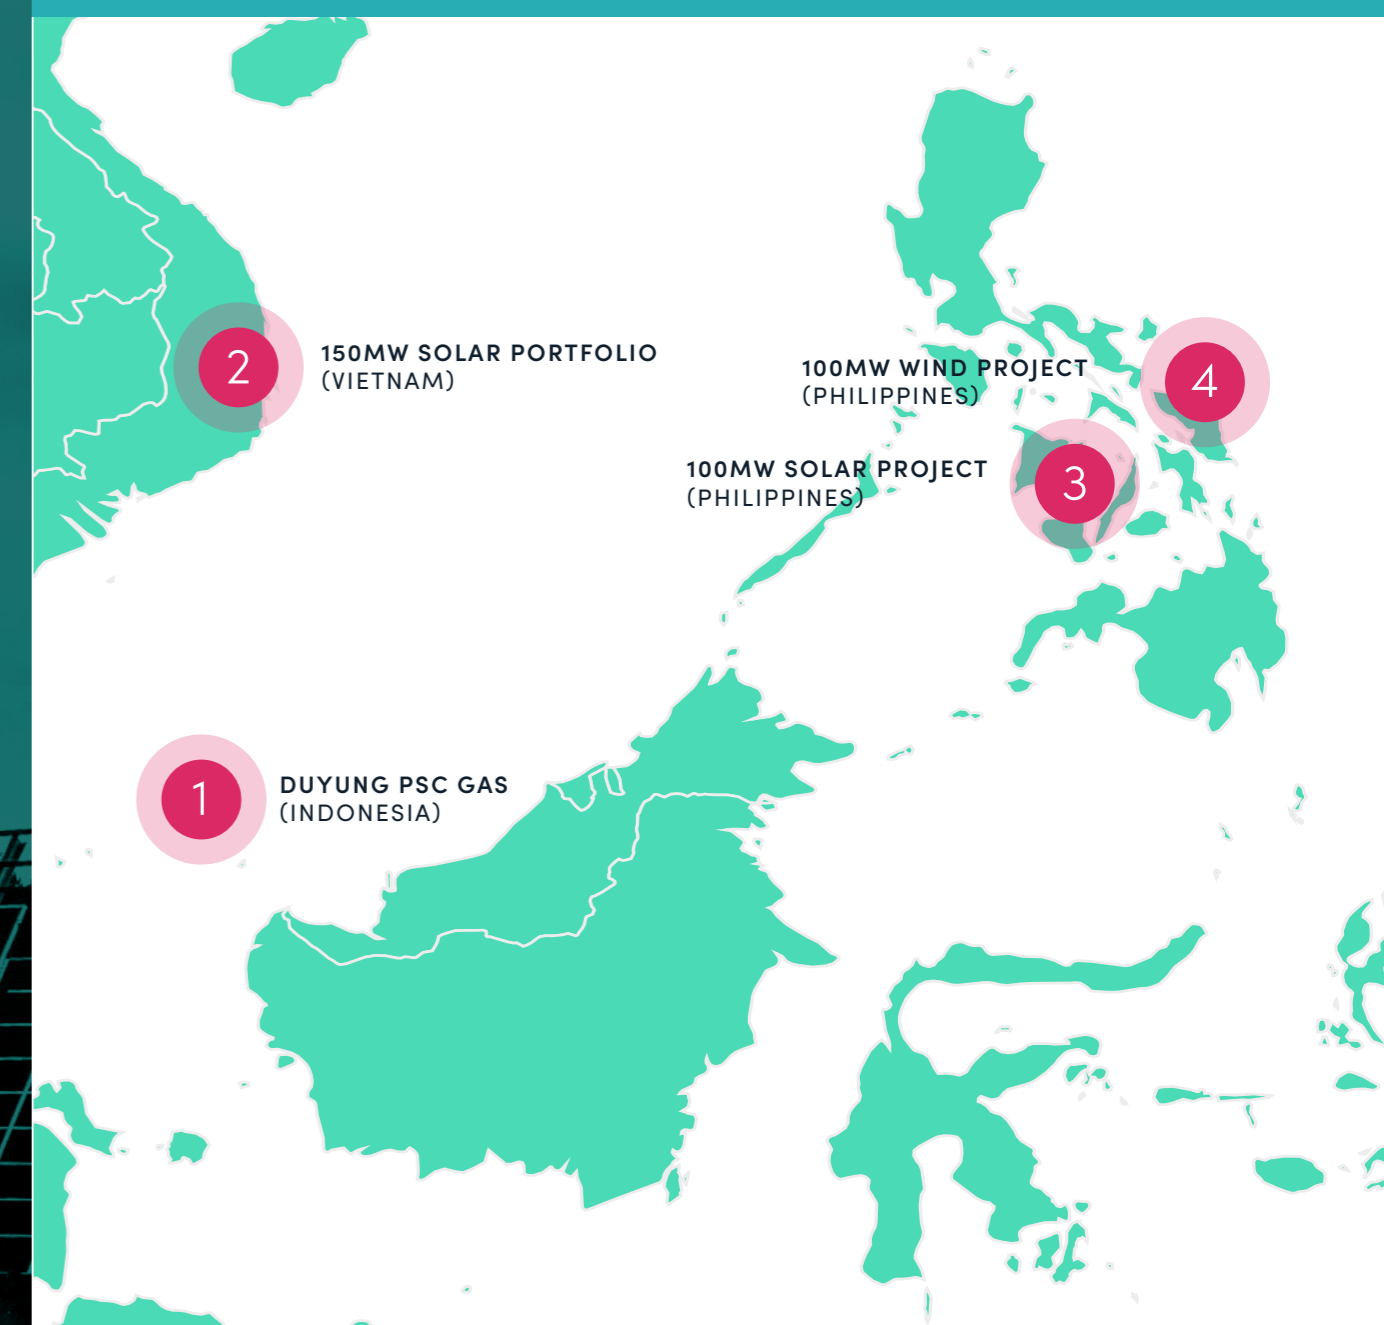 2
150MW SOLAR PORTFOLIO
(VIETNAM)
100MW WIND PROJECT
(PHILIPPINES)
4
100MW SOLAR PROJECT
(PHILIPPINES)
3
1
DUYUNG PSC GAS
(INDONESIA)